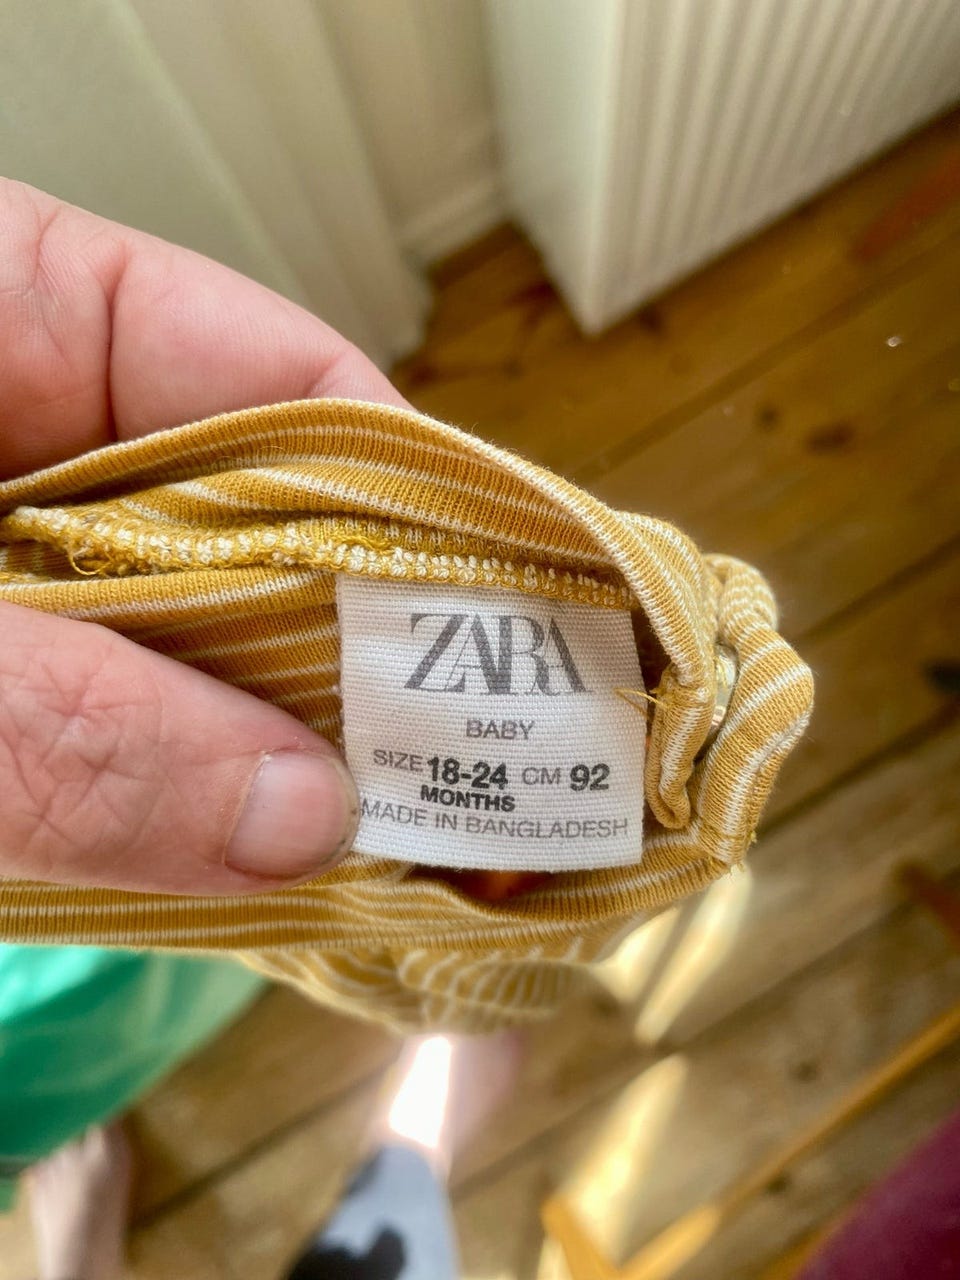 ZARA
BABY
SIZE 18-24 CM 92
MONTHS
MADE IN BANGLADESH